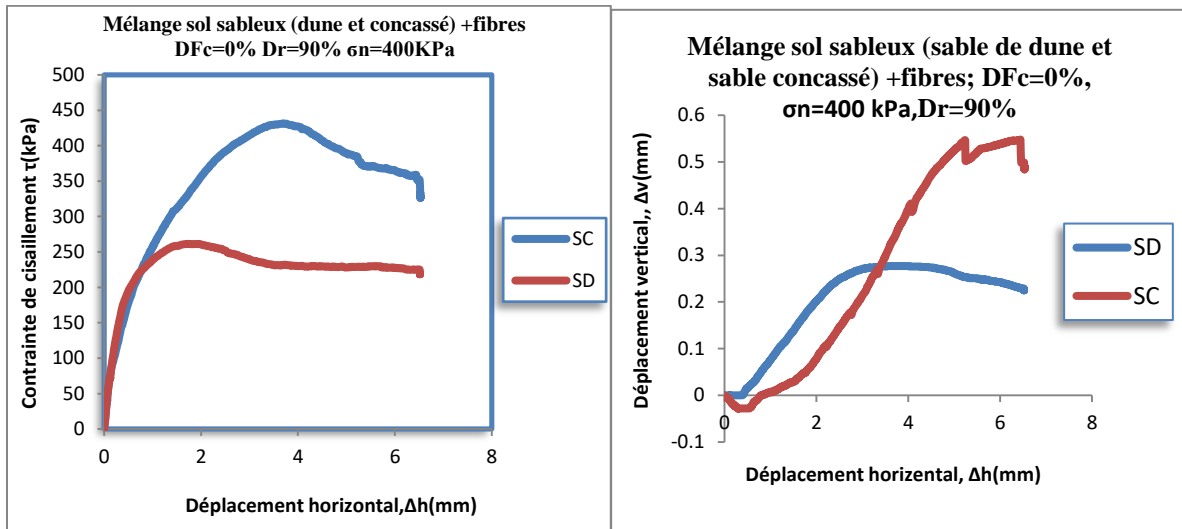 Mélange sol sableux (dune et concassé) +fibres
DFc=0% Dr=90% σn=400KPa
Contrainte de cisaillement τ(kPa)
500
450
400
350
300
250
200
150
100
50
0
0 2 4 6 8
Déplacement horizontal,Δh(mm)
SC
SD
Mélange sol sableux (sable de dune et
sable concassé) +fibres; DFc=0%,
σn=400 kPa,Dr=90%
Déplacement vertical,, Δv(mm)
0.6
0.5
0.4
0.3
0.2
0.1
0
-0.1
0 2 4 6 8
Déplacement horizental, Δh(mm)
SD
SC